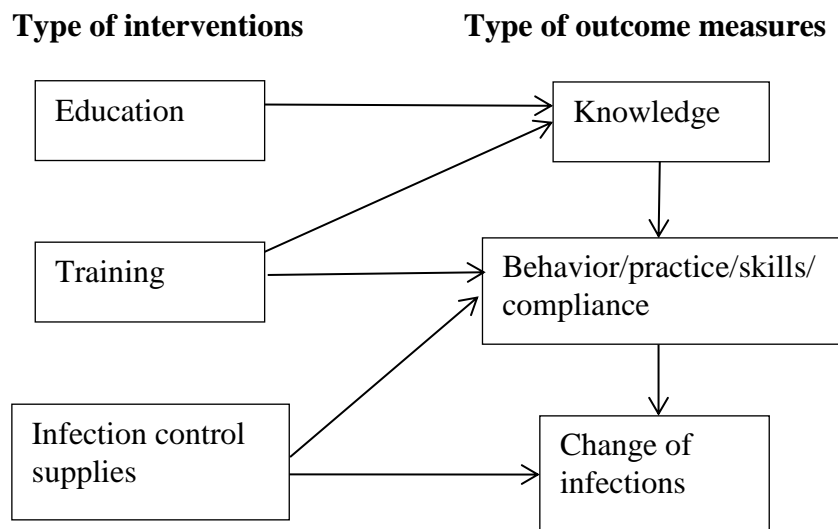 Type of interventions
Type of outcome measures
Education
Knowledge
Training
Behavior/practice/skills/
compliance
Infection control
supplies
Change of
infections